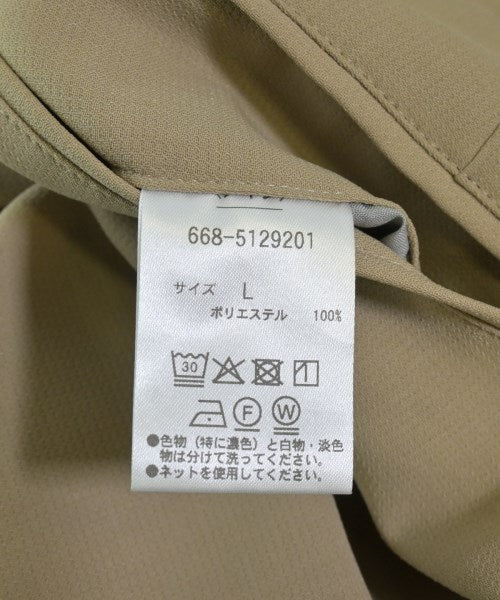 668-5129201
サイズ L
ポリエステル 100%
30
F W
●色物（特に濃色）と白物・淡色
物は分けて洗ってください。
●ネットを使用してください。